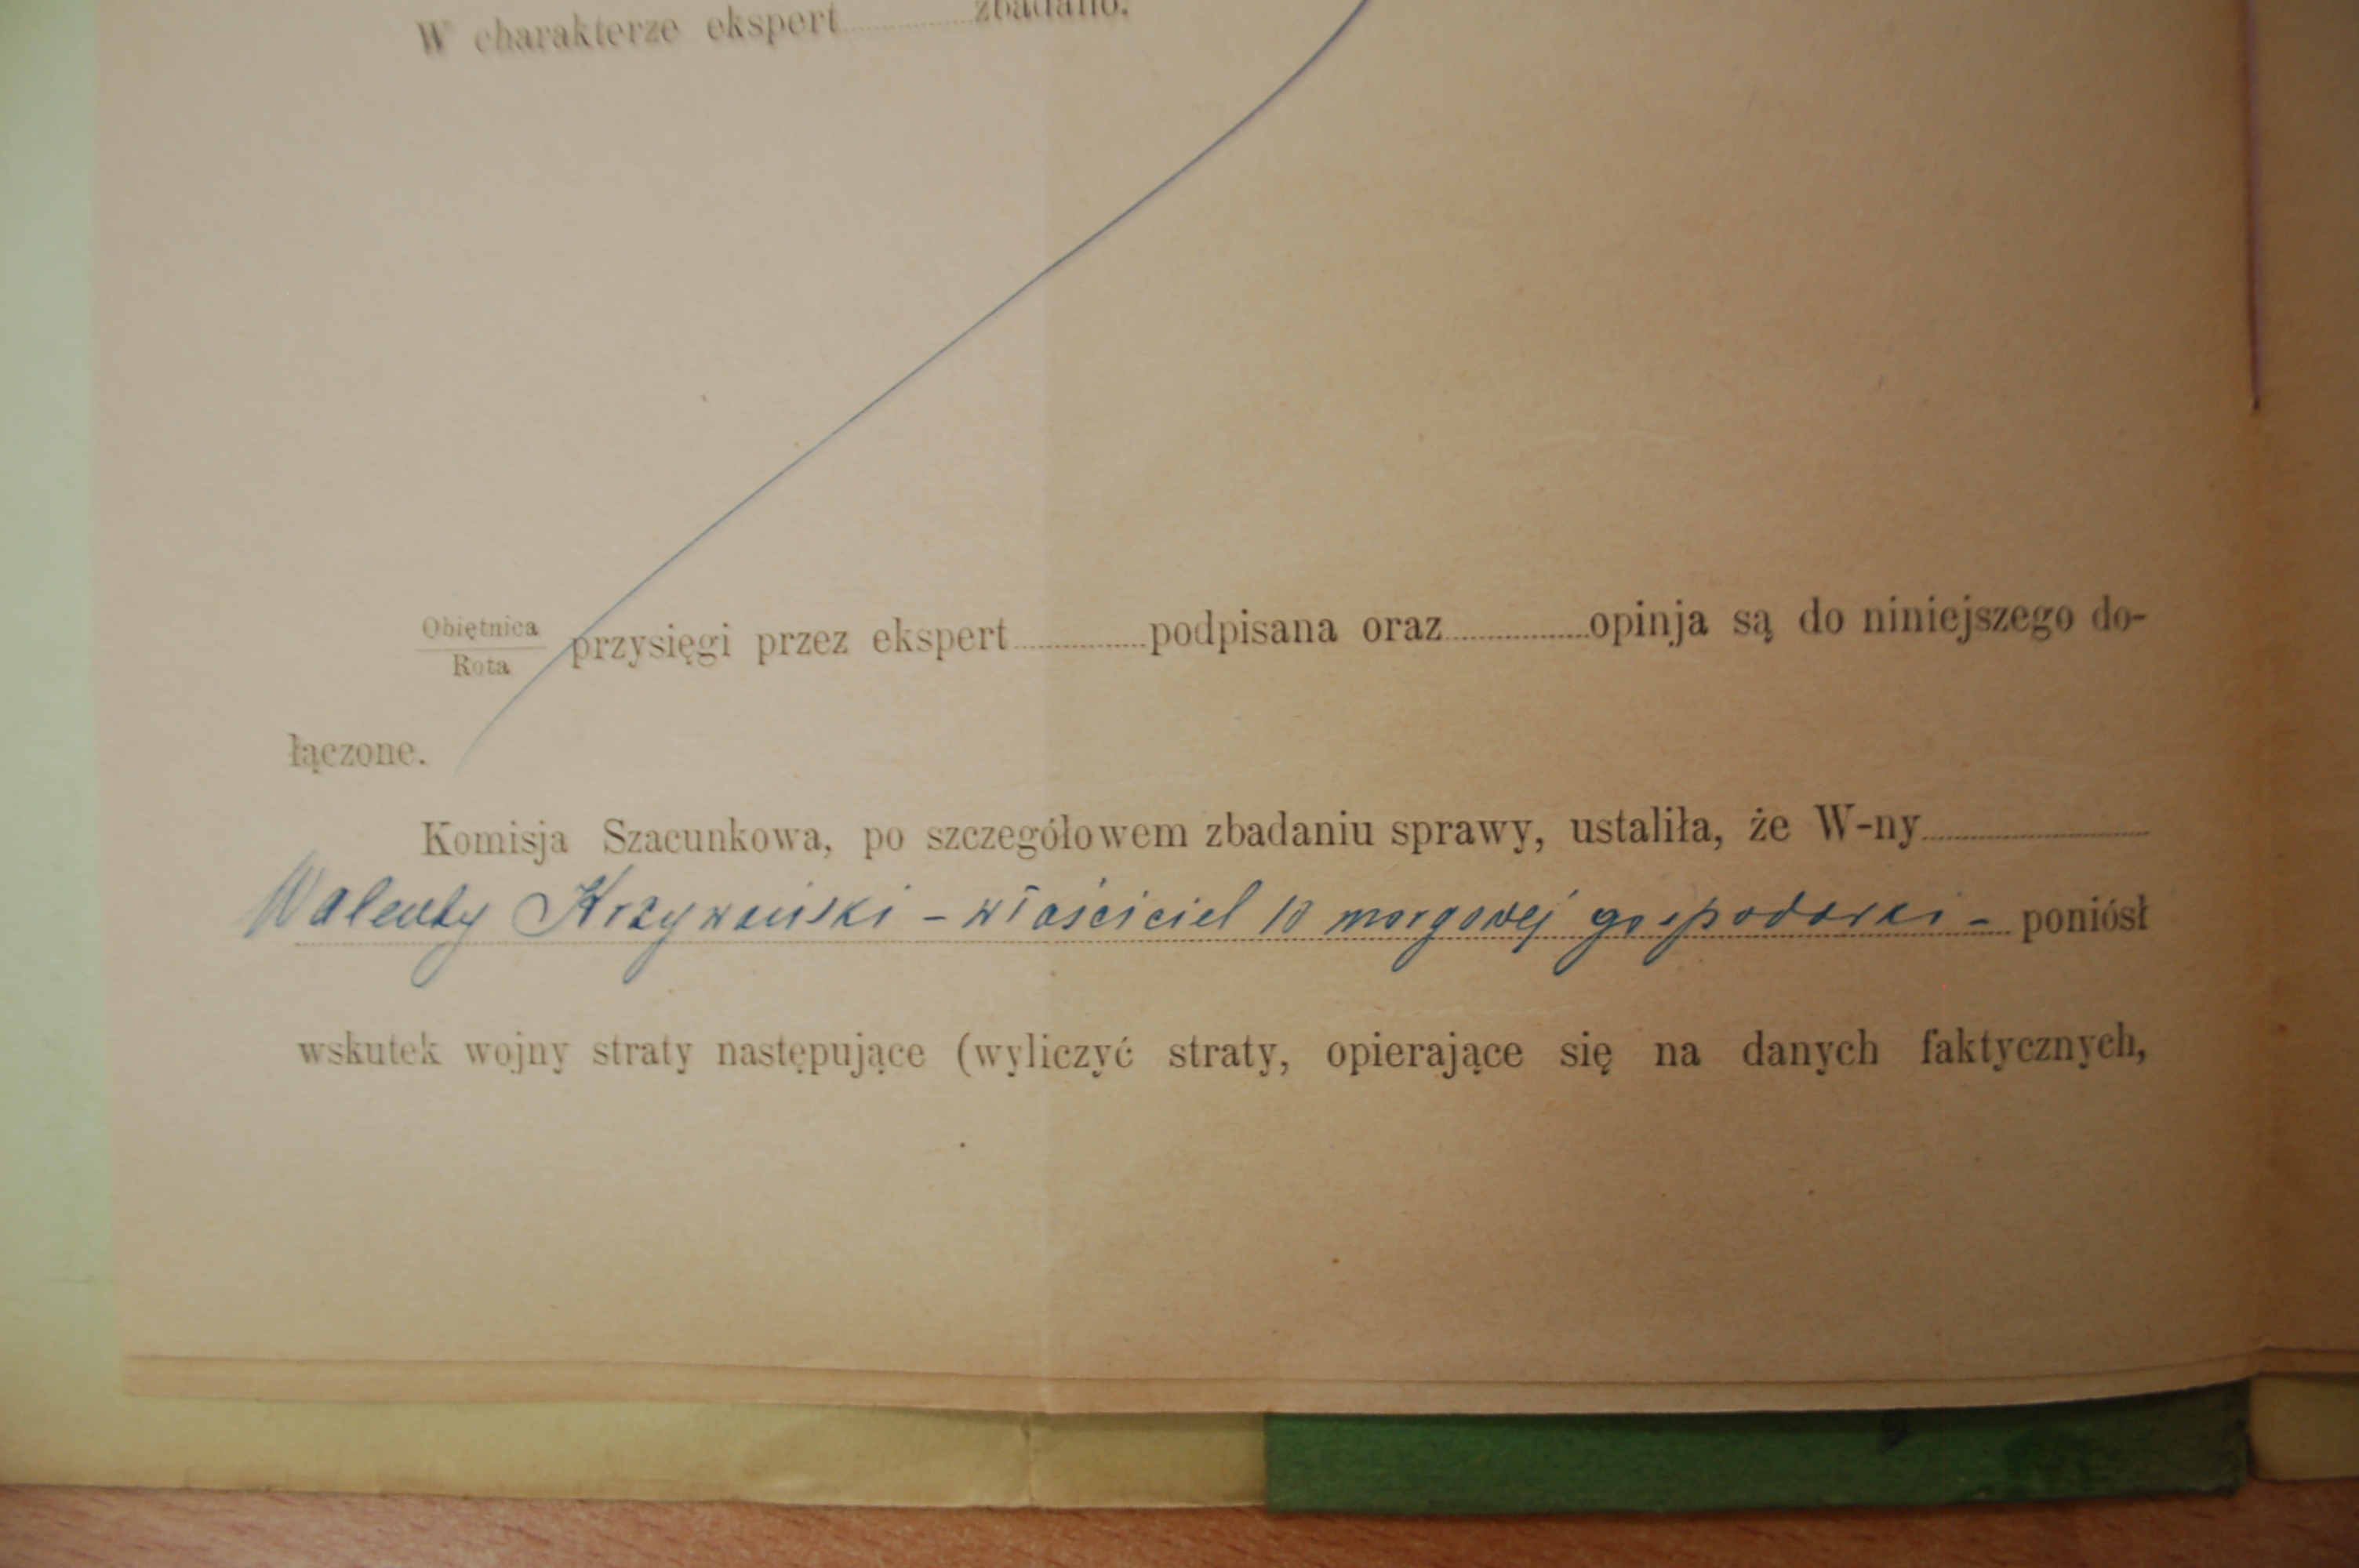 W charakterze ekspert............zbadano:
Obiętnica
Rota
przysięgi przez ekspert............podpisana oraz............opinja są do niniejszego do-
łączone.
Komisja Szacunkowa, po szczegółowem zbadaniu sprawy, ustaliła, że W-ny............
Walenty Krzywański – właściciel 10 morgowej gospodarki – poniósł
wskutek wojny straty następujące (wyliczyć straty, opierające się na danych faktycznych,